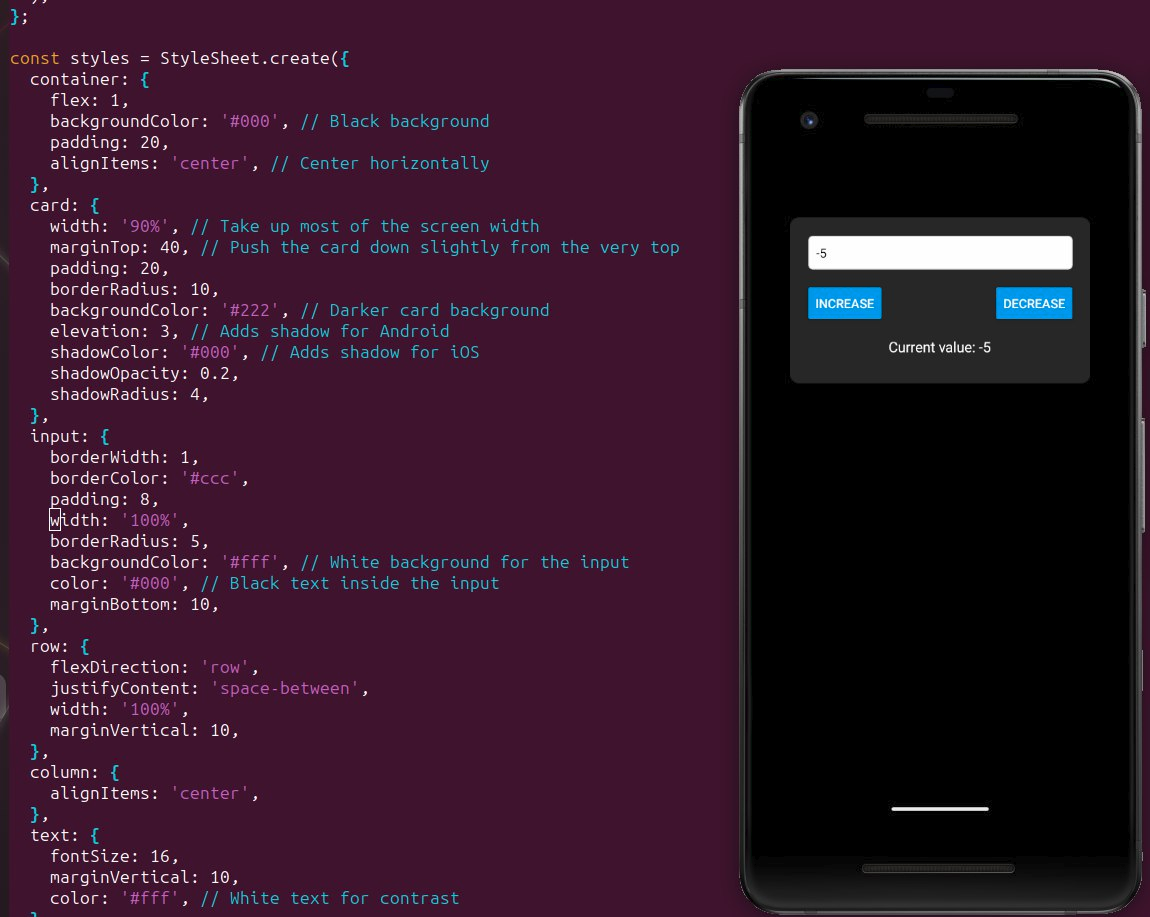 };
const styles = StyleSheet.create({
  container: {
    flex: 1,
    backgroundColor: '#000', // Black background
    padding: 20,
    alignItems: 'center', // Center horizontally
  },
  card: {
    width: '90%', // Take up most of the screen width
    marginTop: 40, // Push the card down slightly from the very top
    padding: 20,
    borderRadius: 10,
    backgroundColor: '#222', // Darker card background
    elevation: 3, // Adds shadow for Android
    shadowColor: '#000', // Adds shadow for iOS
    shadowOpacity: 0.2,
    shadowRadius: 4,
  },
  input: {
    borderWidth: 1,
    borderColor: '#ccc',
    padding: 8,
    width: '100%',
    borderRadius: 5,
    backgroundColor: '#fff', // White background for the input
    color: '#000', // Black text inside the input
    marginBottom: 10,
  },
  row: {
    flexDirection: 'row',
    justifyContent: 'space-between',
    width: '100%',
    marginVertical: 10,
  },
  column: {
    alignItems: 'center',
  },
  text: {
    fontSize: 16,
    marginVertical: 10,
    color: '#fff', // White text for contrast
-5
INCREASE
DECREASE
Current value: -5